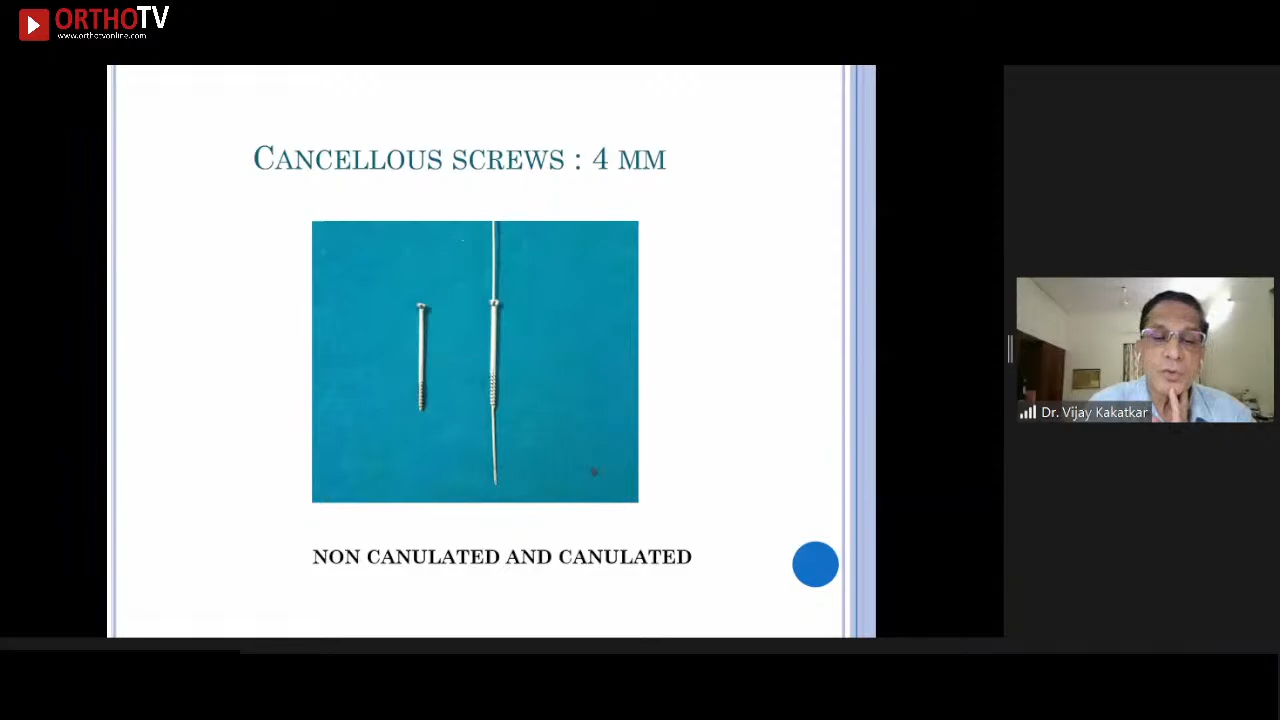 ORTHOTV
www.orthotvonline.com
CANCELLOUS SCREWS : 4 MM
NON CANULATED AND CANULATED
Dr. Vijay Kakatkar